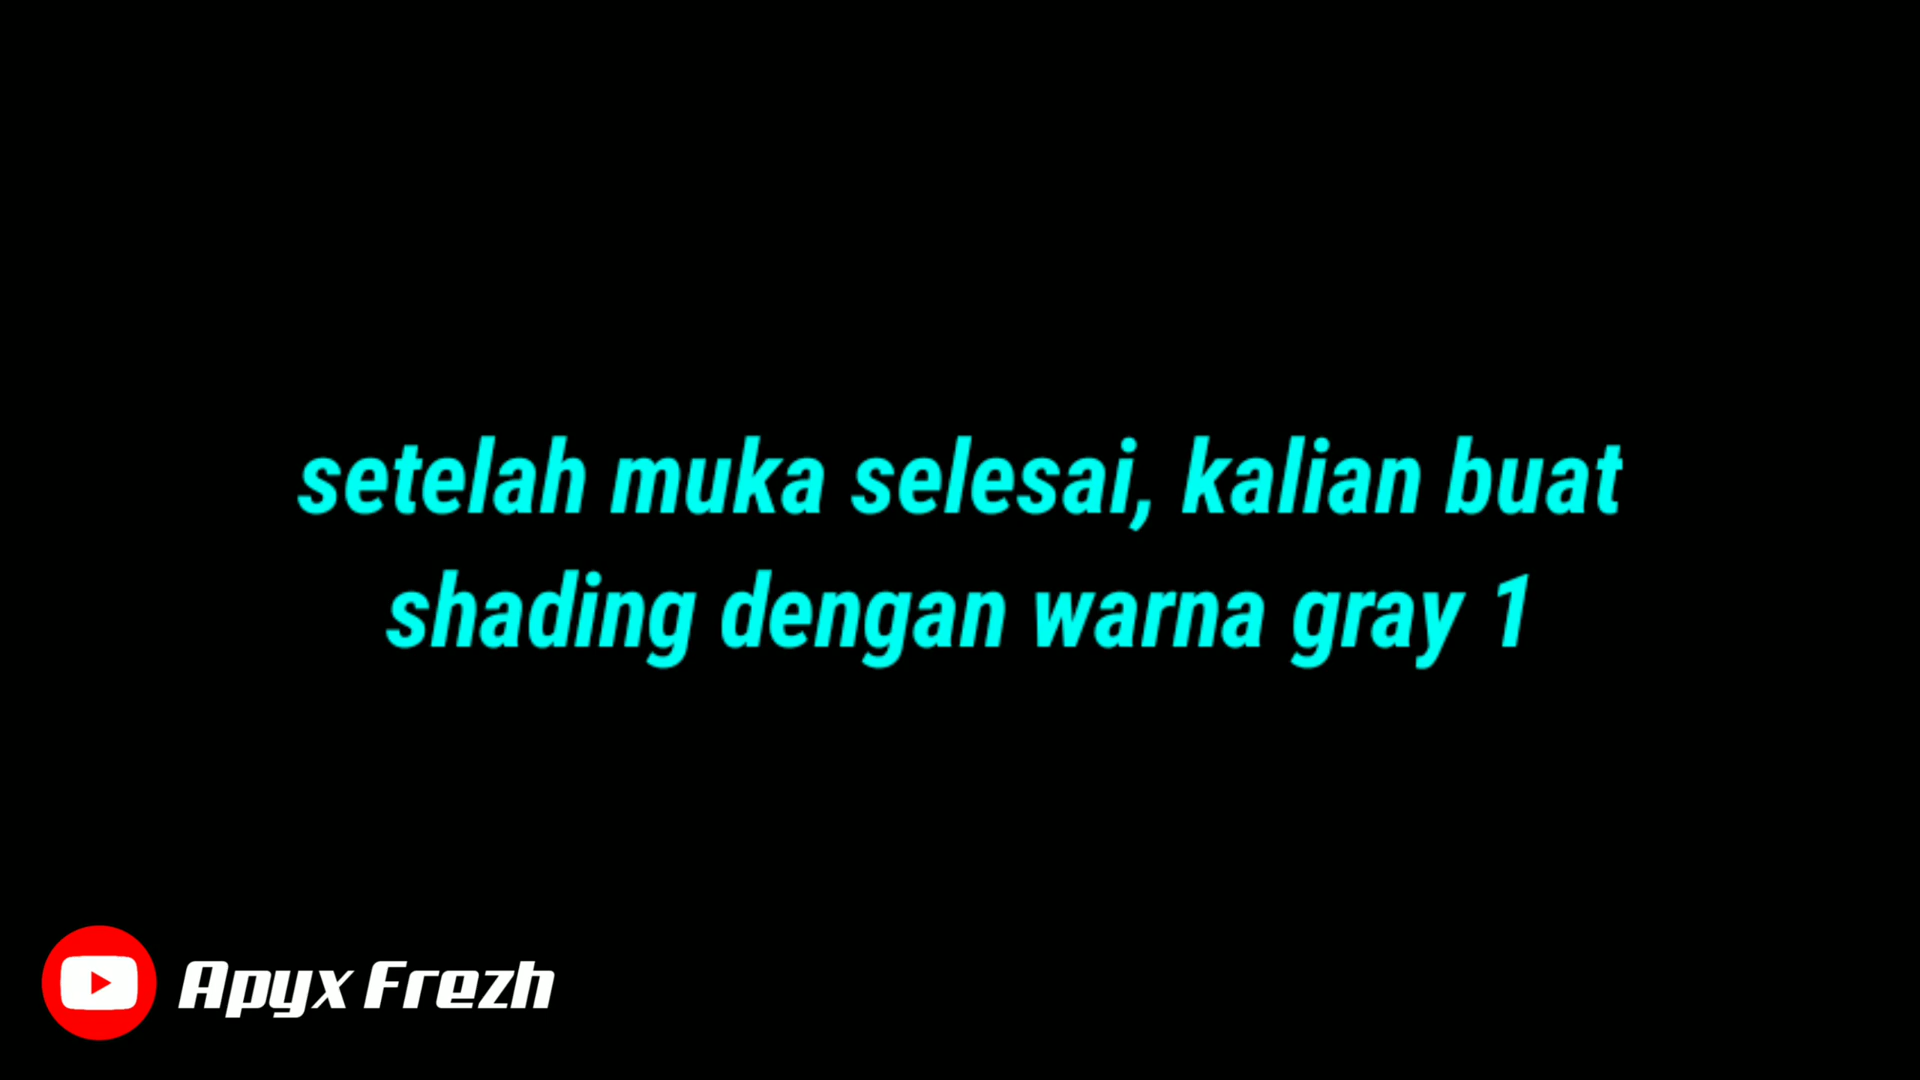 setelah muka selesai, kalian buat
shading dengan warna gray 1
Apyx Frezh